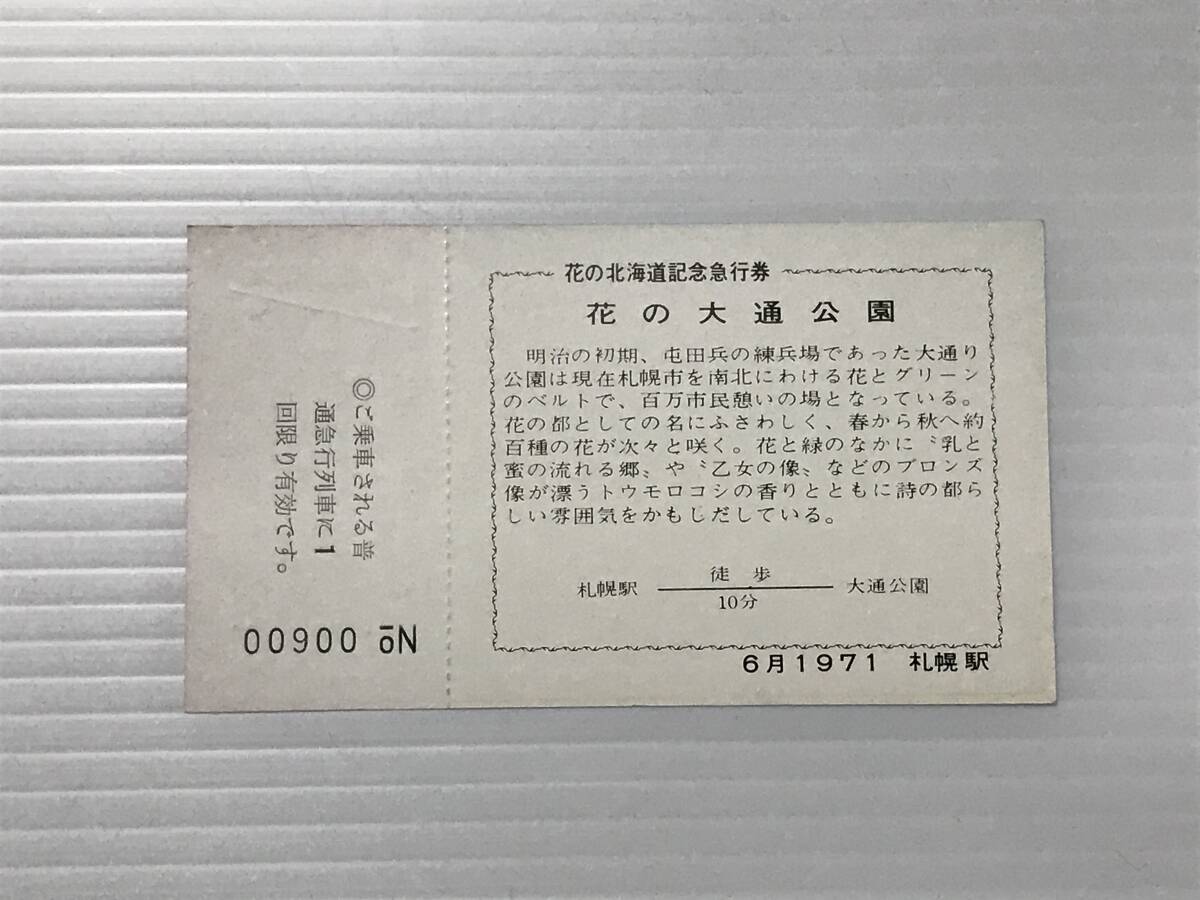 花の北海道記念急行券
花の大通公園
明治の初期、屯田兵の練兵場であった大通り
公園は現在札幌市を南北にわける花とグリーン
のベルトで、百万市民憩いの場となっている。
花の都としての名にふさわしく、春から秋へ約
百種の花が次々と咲く。花と緑のなかに〝乳と
蜜の流れる郷〟や〝乙女の像〟などのブロンズ
像が漂うトウモロコシの香りとともに詩の都ら
しい雰囲気をかもしだしている。
徒歩
札幌駅 大通公園
10分
6月1971 札幌駅
◎ご乗車される普
通急行列車に1
回限り有効です。
№ 00600